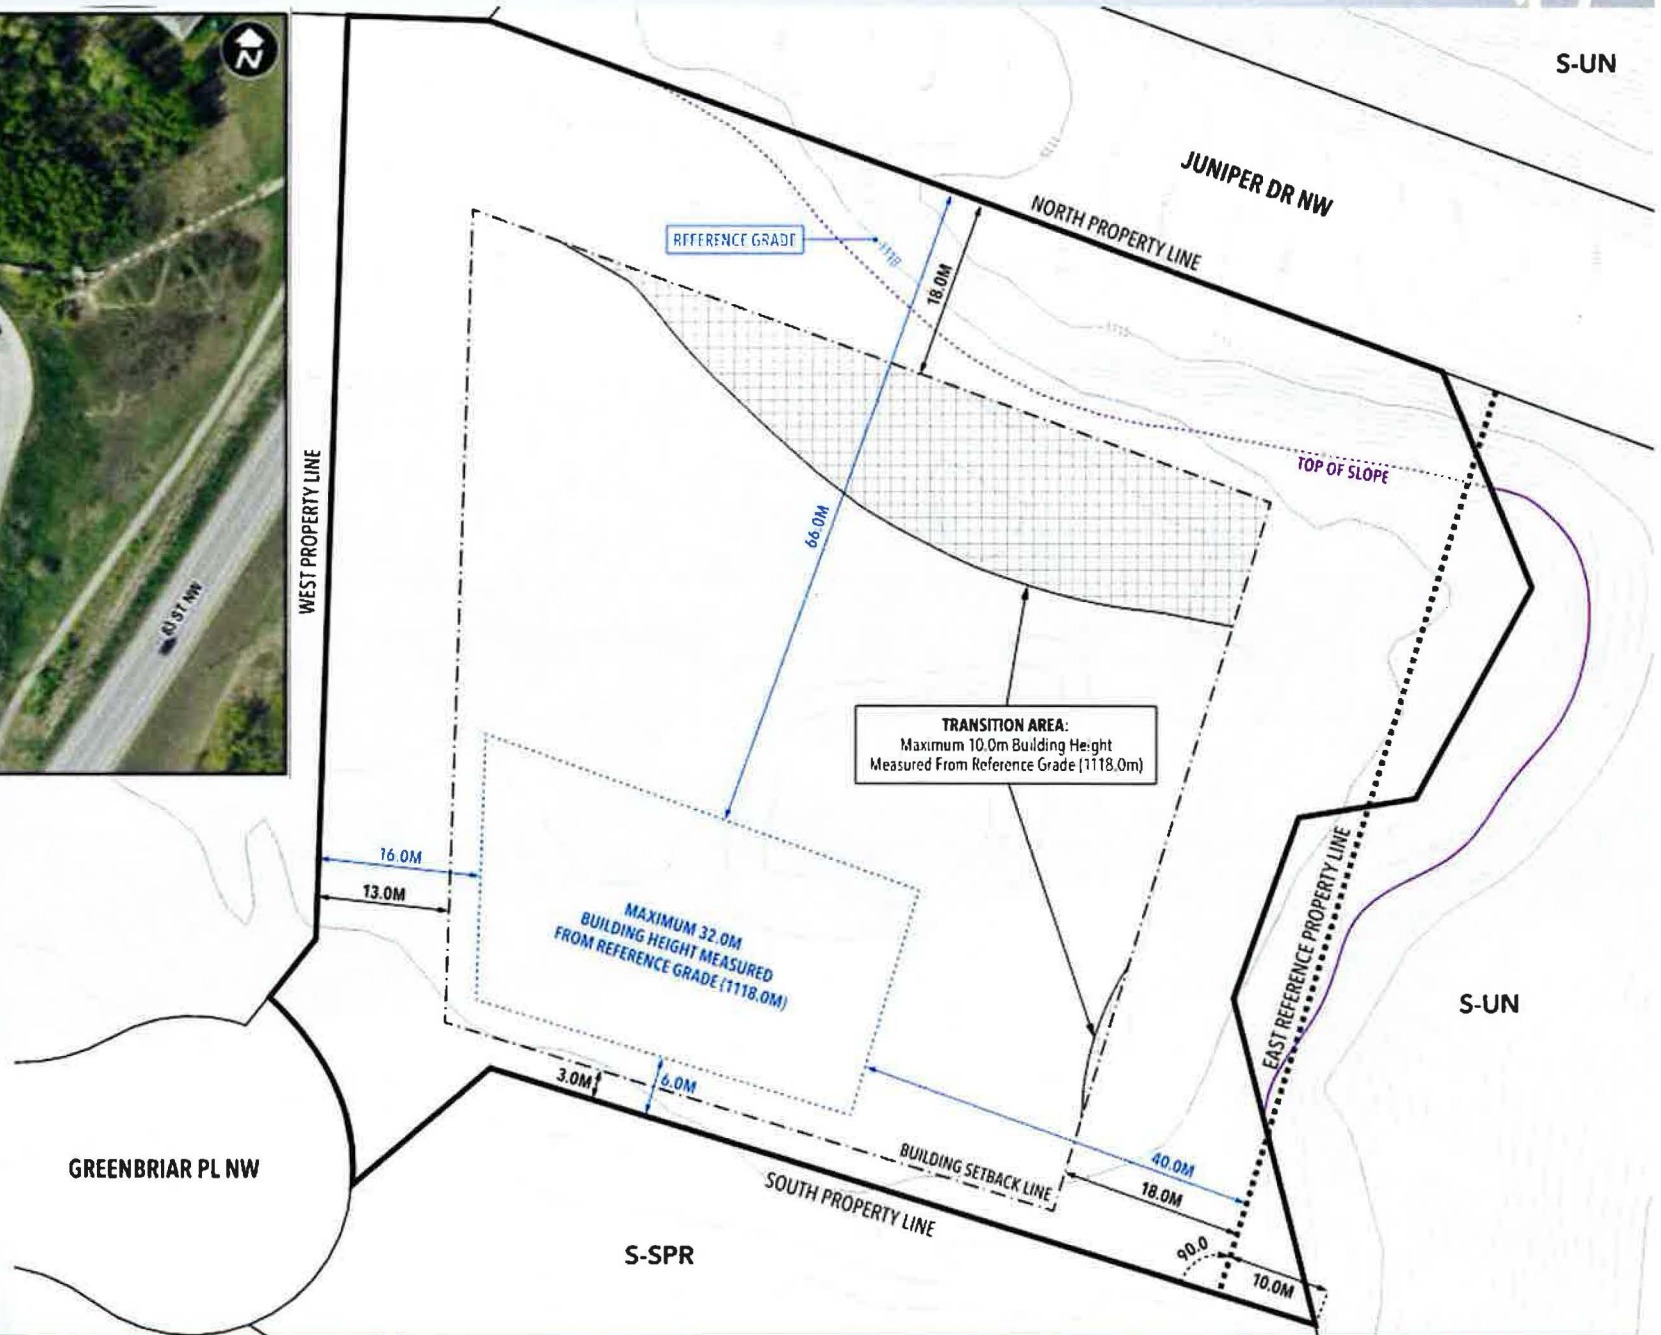 N
S-UN
JUNIPER DR NW
NORTH PROPERTY LINE
REFERENCE GRADE
1118
18.0M
TOP OF SLOPE
WEST PROPERTY LINE
66.0M
TRANSITION AREA:
Maximum 10.0m Building Height
Measured From Reference Grade (1118.0m)
16.0M
13.0M
MAXIMUM 32.0M
BUILDING HEIGHT MEASURED
FROM REFERENCE GRADE (1118.0M)
EAST REFERENCE PROPERTY LINE
S-UN
3.0M
6.0M
GREENBRIAR PL NW
BUILDING SETBACK LINE
40.0M
18.0M
SOUTH PROPERTY LINE
S-SPR
90.0
10.0M